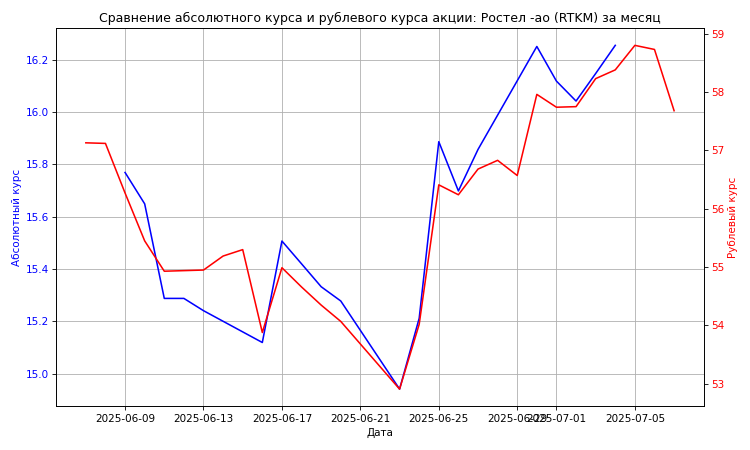 Сравнение абсолютного курса и рублевого курса акции: Ростел -ао (RTKM) за месяц
Абсолютный курс
16.2
16.0
15.8
15.6
15.4
15.2
15.0
59
58
57
56
55
54
53
Рублевый курс
2025-06-09 2025-06-13 2025-06-17 2025-06-21 2025-06-25 2025-06-29 2025-07-01 2025-07-05
Дата